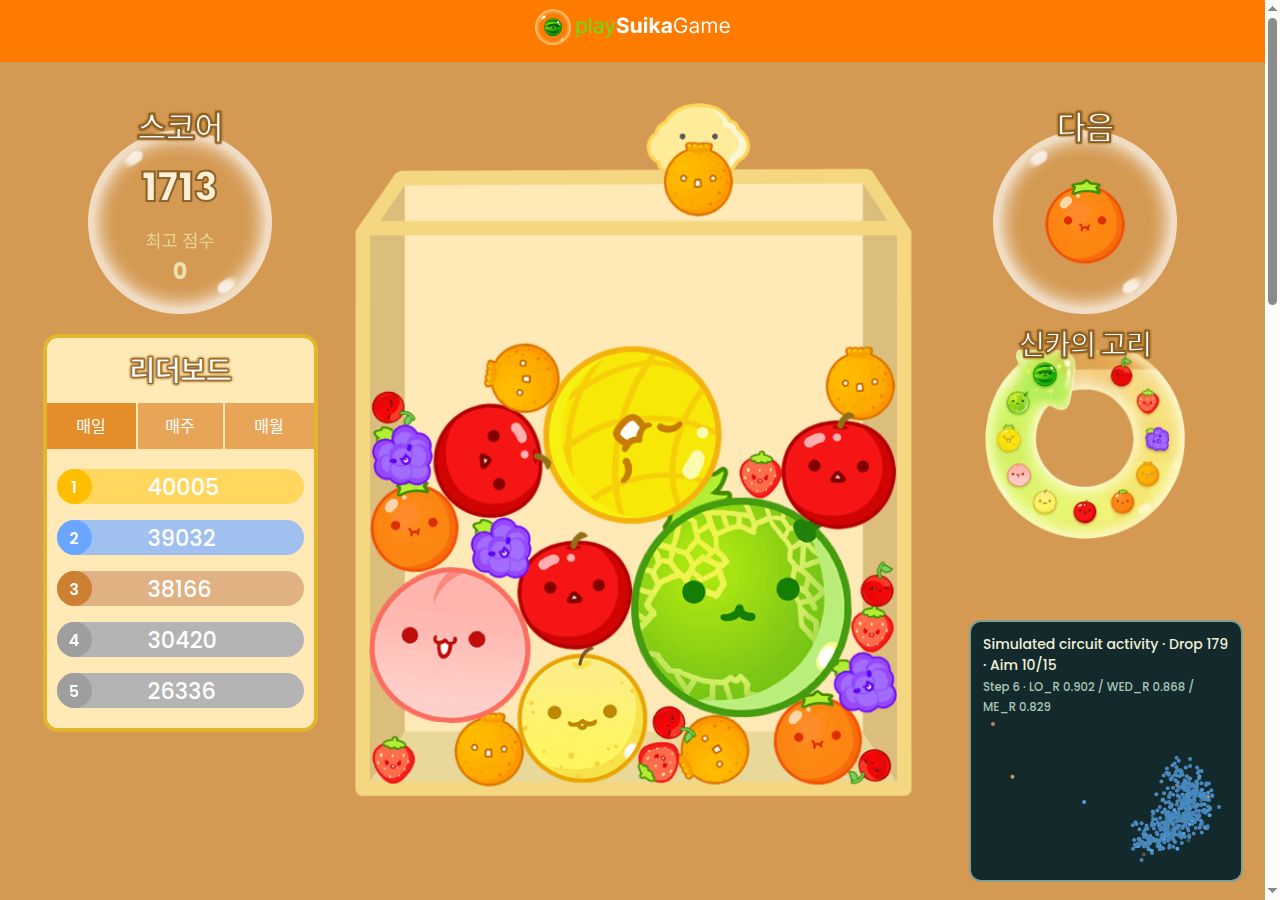 playSuikaGame
스코어
1713
최고 점수
0
다음
신카의 고리
리더보드
매일 매주 매월
1 40005
2 39032
3 38166
4 30420
5 26336
Simulated circuit activity · Drop 179
· Aim 10/15
Step 6 · LO_R 0.902 / WED_R 0.868 /
ME_R 0.829